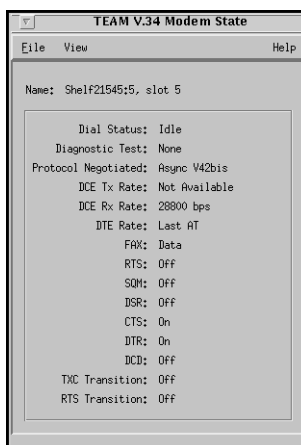 TEAM V.34 Modem State
File View Help
Name: Shelf21545:5, slot 5
Dial Status: Idle
Diagnostic Test: None
Protocol Negotiated: Async V42bis
DCE Tx Rate: Not Available
DCE Rx Rate: 28800 bps
DTE Rate: Last AT
FAX: Data
RTS: Off
SQM: Off
DSR: Off
CTS: On
DTR: On
DCD: Off
TXC Transition: Off
RTS Transition: Off